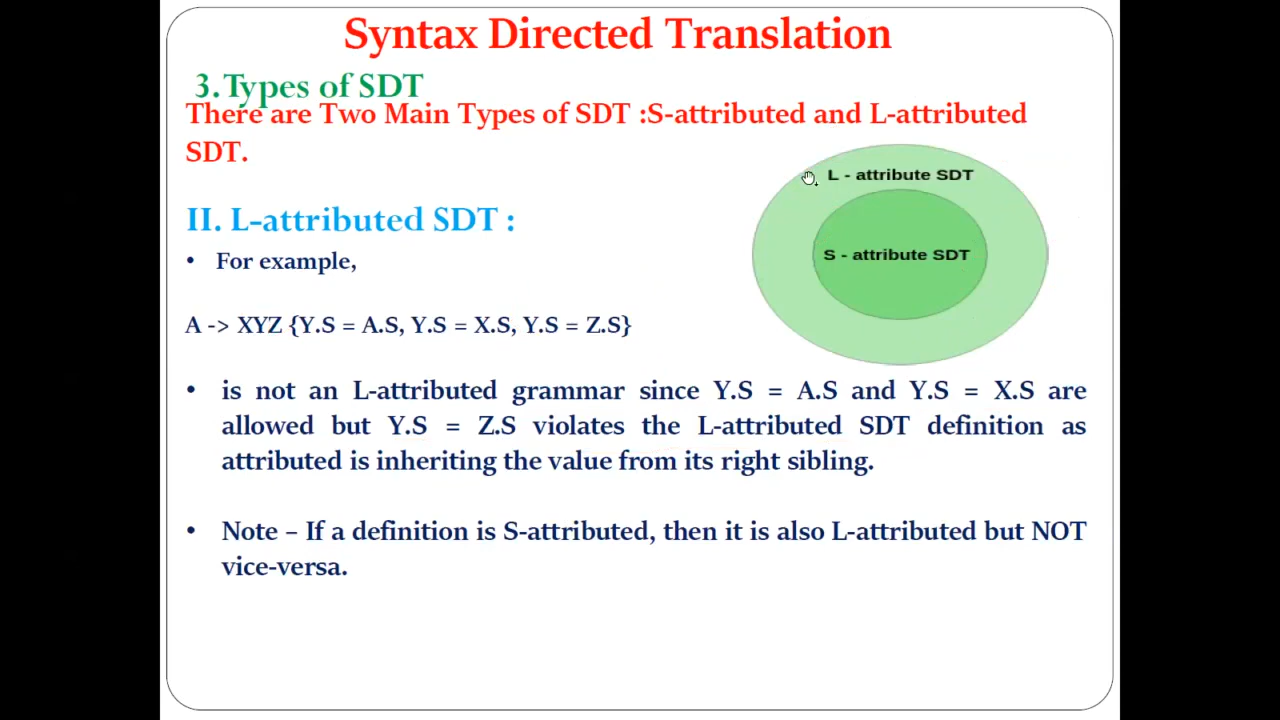 Syntax Directed Translation
3.Types of SDT
There are Two Main Types of SDT :S-attributed and L-attributed
SDT.
L - attribute SDT
S - attribute SDT
II. L-attributed SDT :
• For example,
A -> XYZ {Y.S = A.S, Y.S = X.S, Y.S = Z.S}
• is not an L-attributed grammar since Y.S = A.S and Y.S = X.S are
allowed but Y.S = Z.S violates the L-attributed SDT definition as
attributed is inheriting the value from its right sibling.
• Note – If a definition is S-attributed, then it is also L-attributed but NOT
vice-versa.